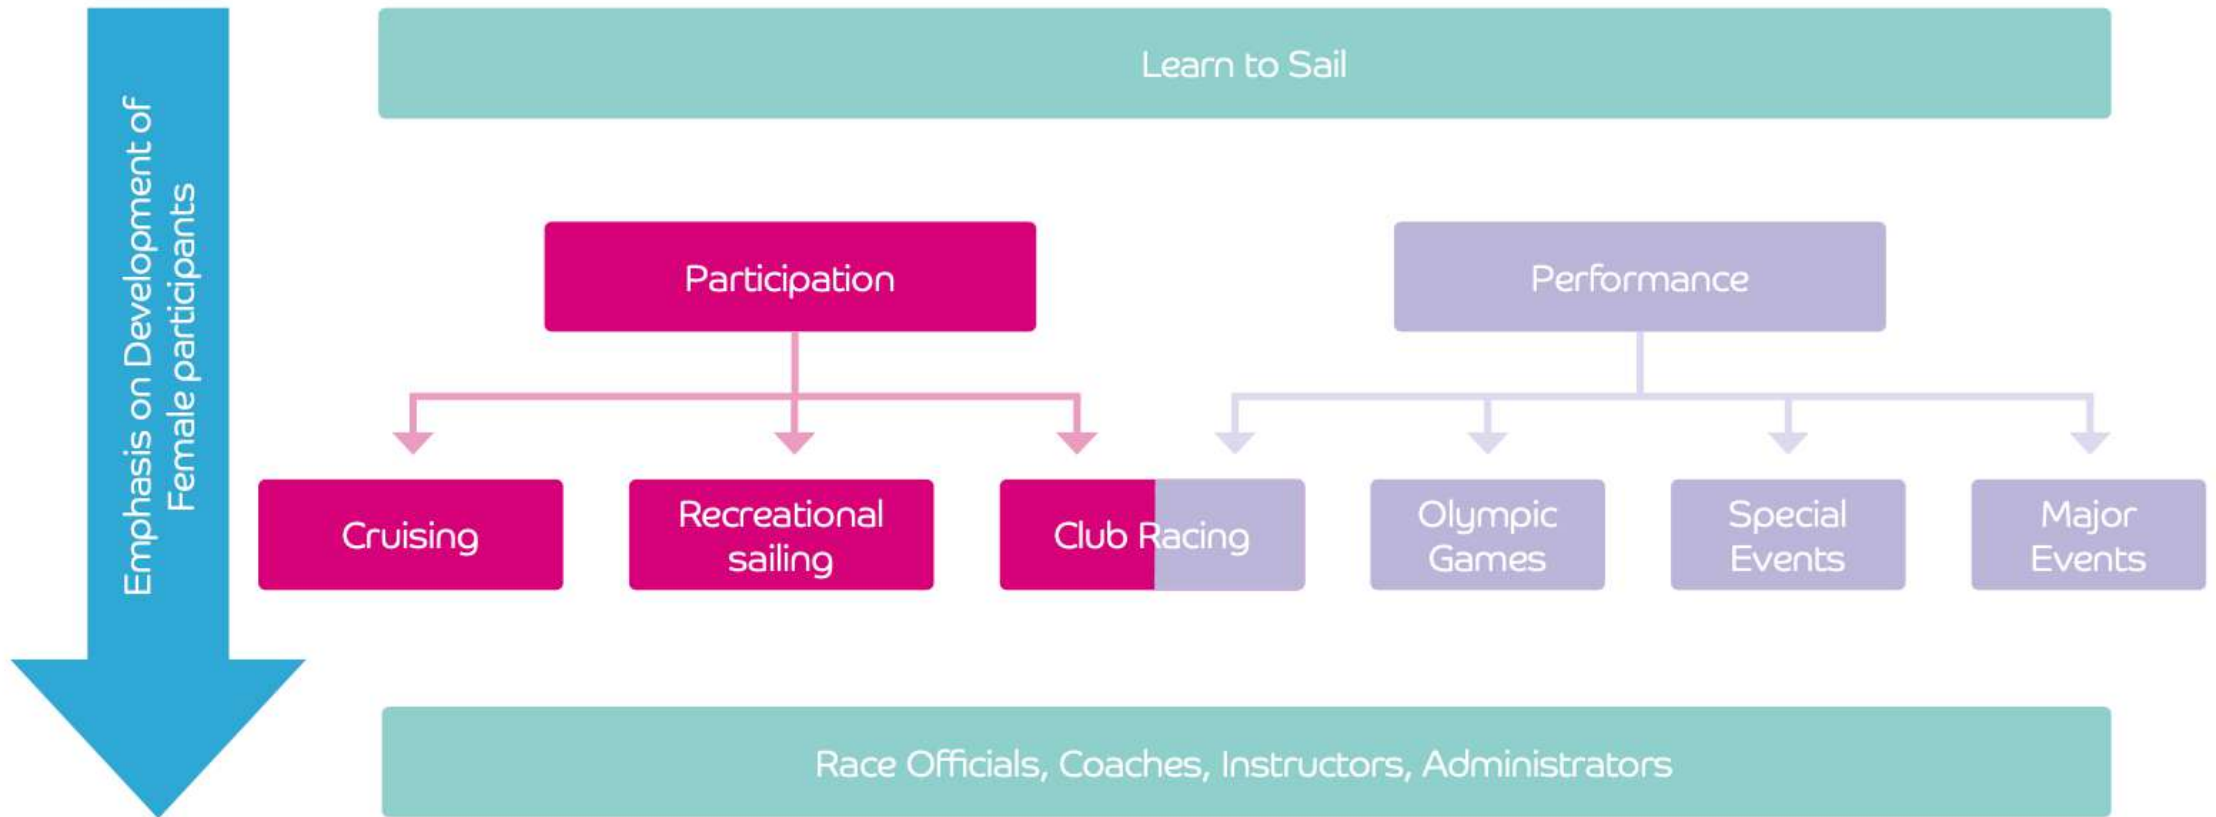 Emphasis on Development of
Female participants
Learn to Sail
Participation
Performance
Cruising
Recreational
sailing
Club Racing
Olympic
Games
Special
Events
Major
Events
Race Officials, Coaches, Instructors, Administrators